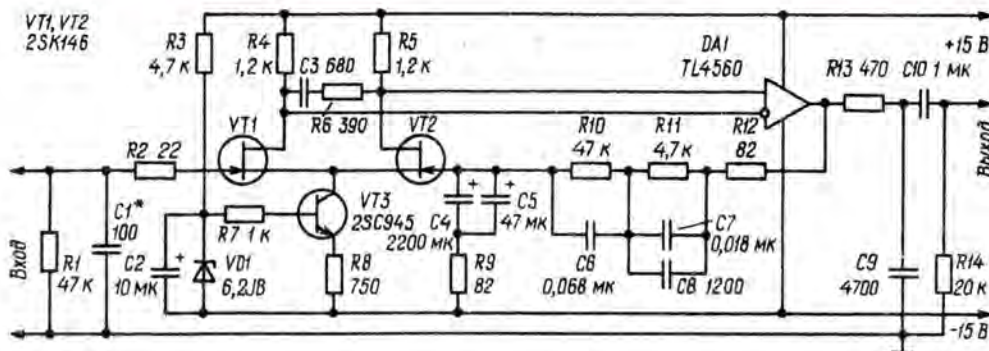 VT1, VT2
2SK146
R3
4,7 к
R4
1,2 к
R5
1,2 к
C3 680
R6 390
DA1
TL4560
+15 В
R13 470
C10 1 мк
Выход
VT1
VT2
R2 22
R10
47 к
R11
4,7 к
R12
82
Вход
R1
47 к
C1*
100
C2
10 мк
R7 1 к
VD1
6,2 В
VT3
2SC945
R8
750
C4
2200 мк
C5
47 мк
R9
82
C6
0,068 мк
C7
0,018 мк
C8 1200
C9
4700
R14
20 к
-15 В